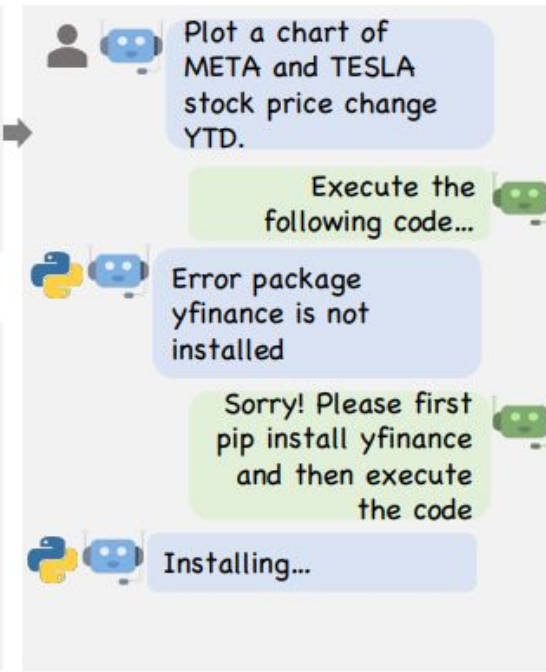 Plot a chart of
META and TESLA
stock price change
YTD.
Execute the
following code...
Error package
yfinance is not
installed
Sorry! Please first
pip install yfinance
and then execute
the code
Installing...